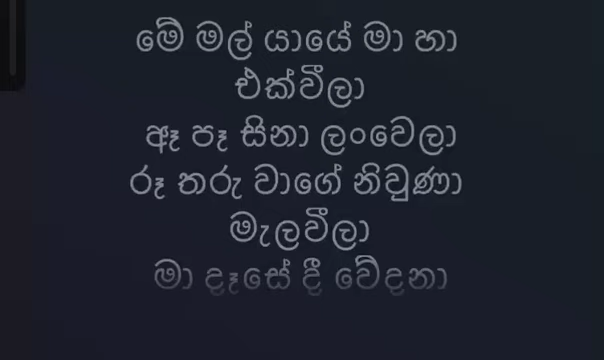 මේ මල් යායේ මා හා
එක්වීලා
ඈ පෑ සිනා ලංවෙලා
රූ තරු වාගේ නිවුණා
මැලවීලා
මා දෑසේ දී වේදනා